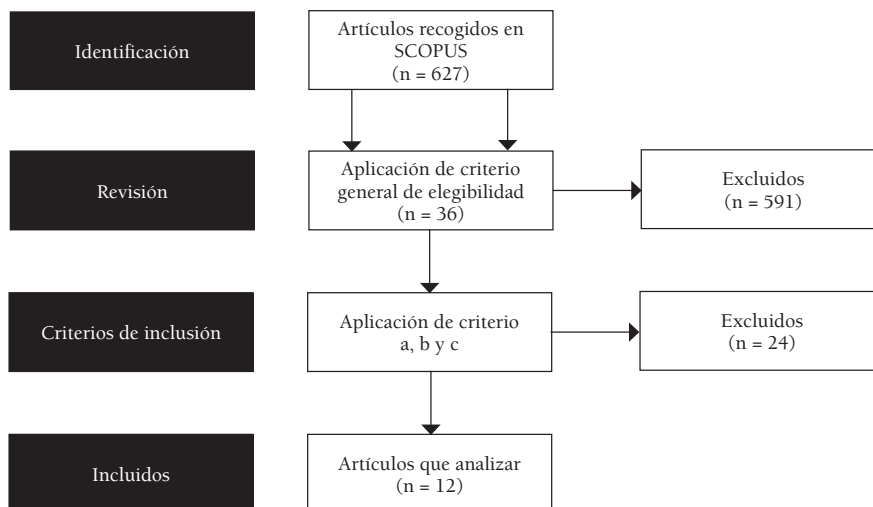 Identificación
Artículos recogidos en
SCOPUS
(n = 627)
Revisión
Aplicación de criterio
general de elegibilidad
(n = 36)
Excluidos
(n = 591)
Criterios de inclusión
Aplicación de criterio
a, b y c
Excluidos
(n = 24)
Incluidos
Artículos que analizar
(n = 12)